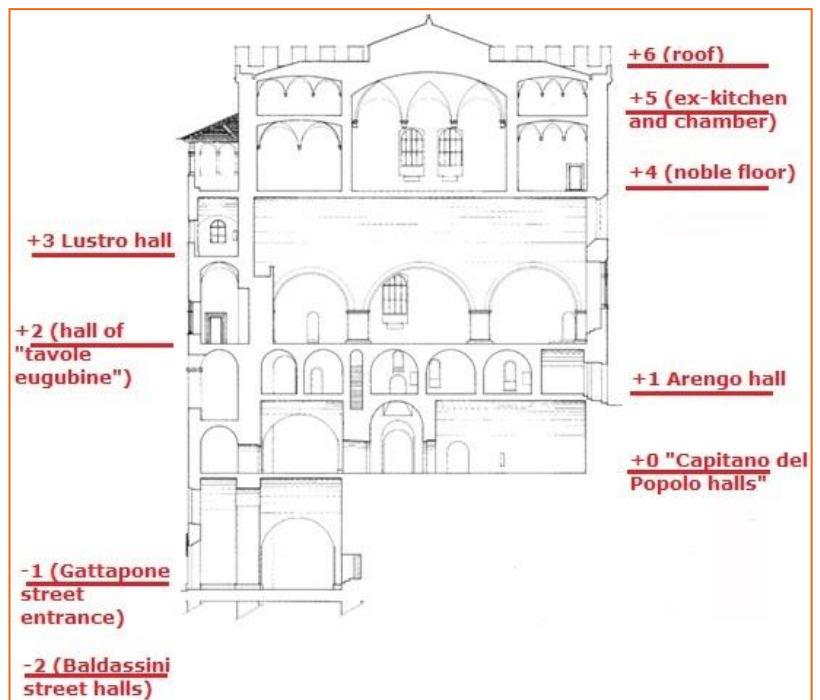 +6 (roof)
+5 (ex-kitchen
and chamber)
+4 (noble floor)
+3 Lustro hall
+2 (hall of
"tavole
eugubine")
+1 Arengo hall
+0 "Capitano del
Popolo halls"
-1 (Gattapone
street
entrance)
-2 (Baldassini
street halls)